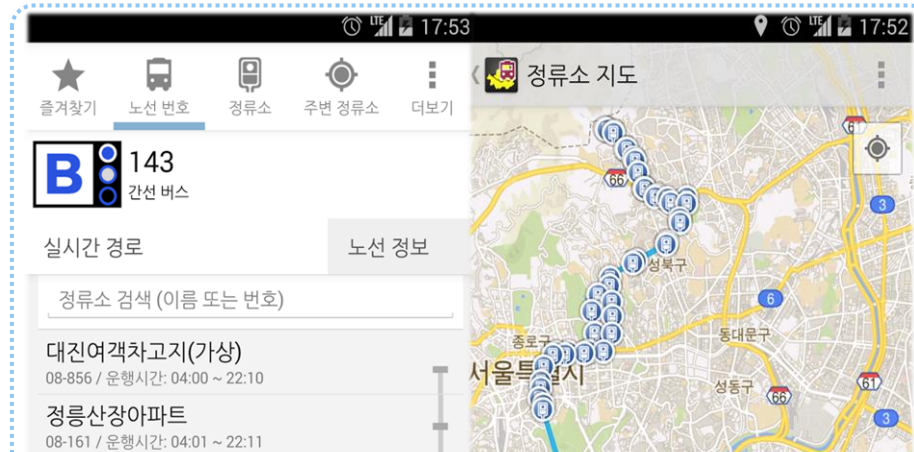 LTE 17:53
즐겨찾기 노선 번호 정류소 주변 정류소 더보기
B 143
간선 버스
실시간 경로 노선 정보
정류소 검색 (이름 또는 번호)
대진여객차고지(가상)
08-856 / 운행시간: 04:00 ~ 22:10
정릉산장아파트
08-161 / 운행시간: 04:01 ~ 22:11
LTE 17:52
정류소 지도
61
66
3
성북구
6
종로구
동대문구
서울특별시
성동구
66
61
3